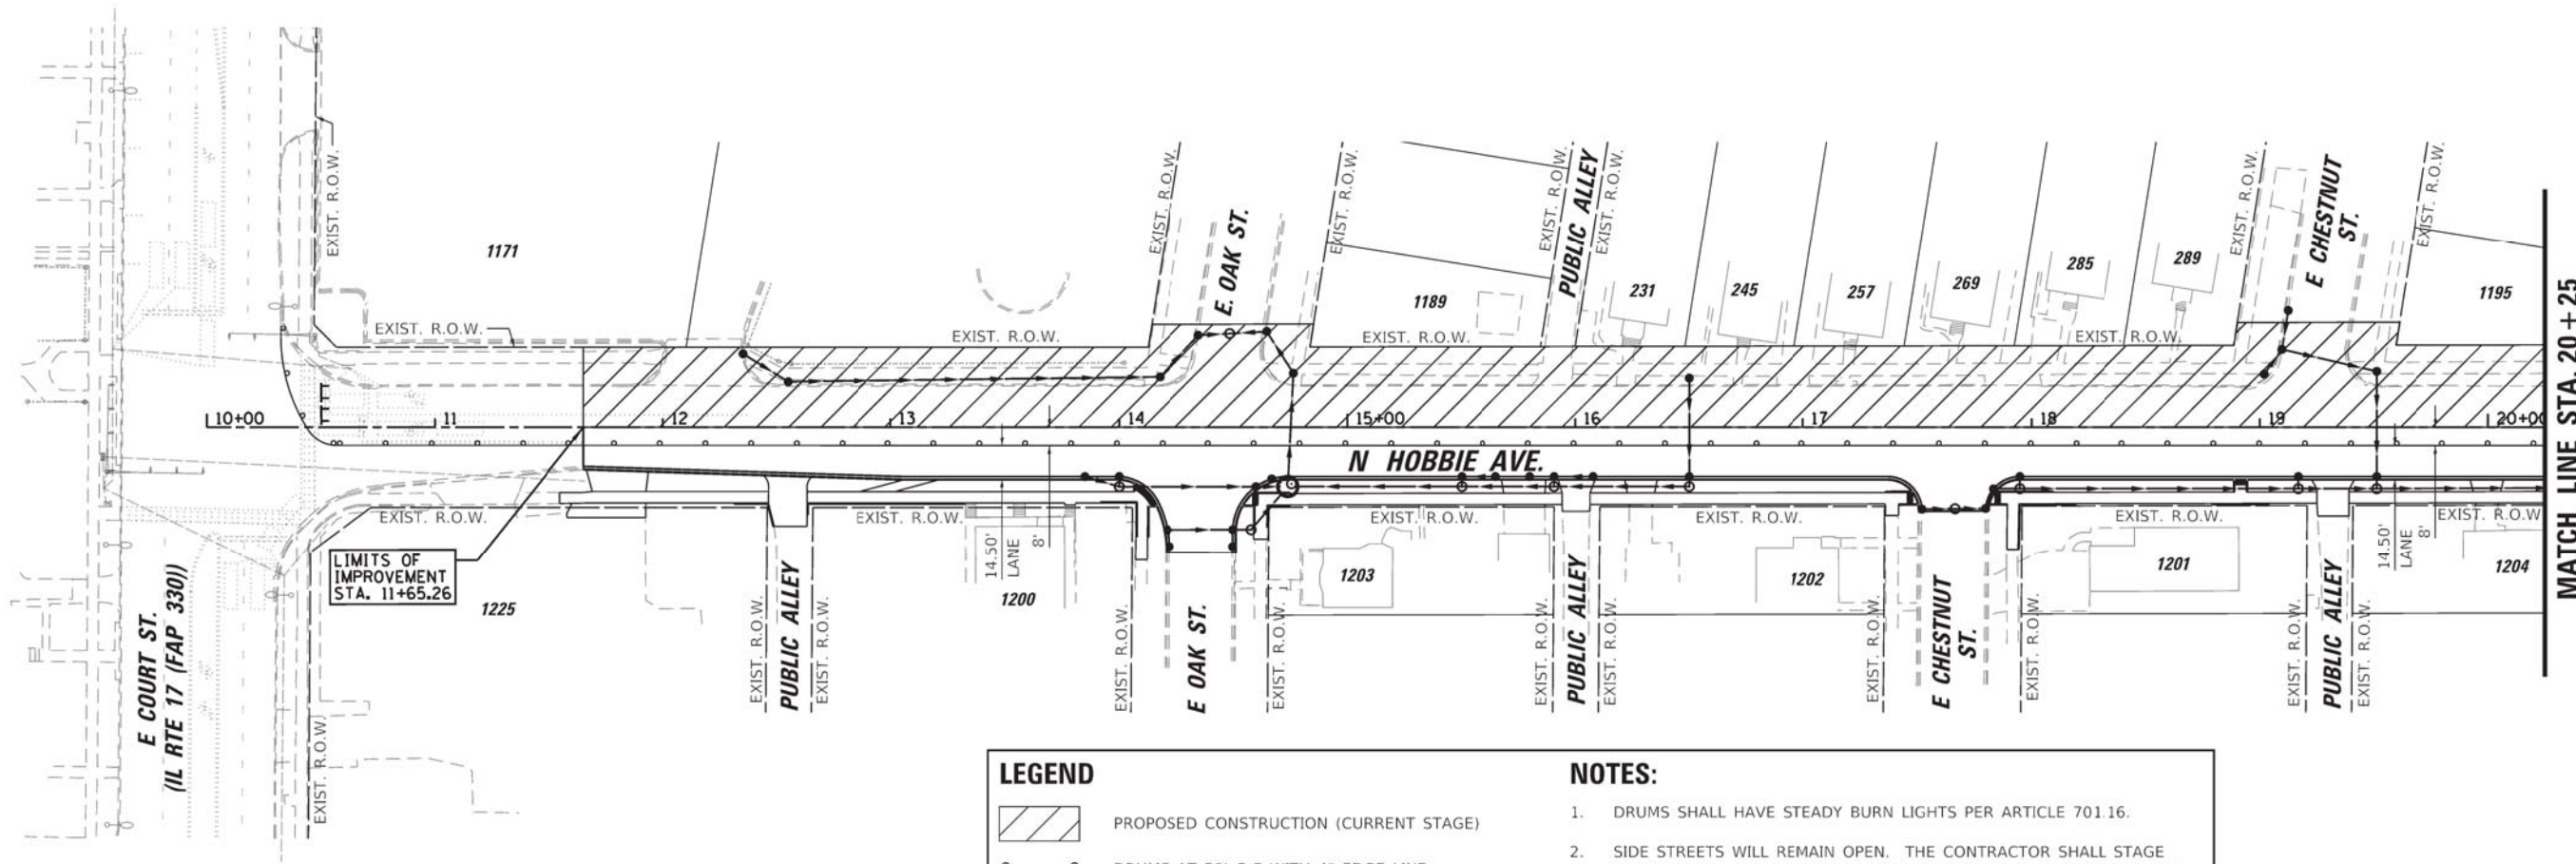 EXIST. R.O.W.
1171
EXIST. R.O.W.
EXIST. R.O.W.
EXIST. R.O.W.
E. OAK ST.
EXIST. R.O.W.
1189
EXIST. R.O.W.
EXIST. R.O.W.
PUBLIC ALLEY
EXIST. R.O.W.
231
245
257
269
285
289
EXIST. R.O.W.
EXIST. R.O.W.
E CHESTNUT
ST.
EXIST. R.O.W.
1195
MATCH LINE STA. 20+25
10+00
11
12
13
14
15+00
16
17
18
19
20+00
N HOBBIE AVE.
EXIST. R.O.W.
EXIST. R.O.W.
EXIST. R.O.W.
EXIST. R.O.W.
EXIST. R.O.W.
EXIST. R.O.W.
LIMITS OF
IMPROVEMENT
STA. 11+65.26
1225
14.50'
LANE
8'
1200
1203
1202
1201
14.50'
LANE
8'
1204
E COURT ST.
(IL RTE 17 (FAP 330))
EXIST. R.O.W.
EXIST. R.O.W.
PUBLIC ALLEY
EXIST. R.O.W.
EXIST. R.O.W.
E OAK ST.
EXIST. R.O.W.
EXIST. R.O.W.
PUBLIC ALLEY
EXIST. R.O.W.
EXIST. R.O.W.
E CHESTNUT
ST.
EXIST. R.O.W.
EXIST. R.O.W.
PUBLIC ALLEY
EXIST. R.O.W.
LEGEND
PROPOSED CONSTRUCTION (CURRENT STAGE)
NOTES:
1. DRUMS SHALL HAVE STEADY BURN LIGHTS PER ARTICLE 701.16.
2. SIDE STREETS WILL REMAIN OPEN. THE CONTRACTOR SHALL STAGE